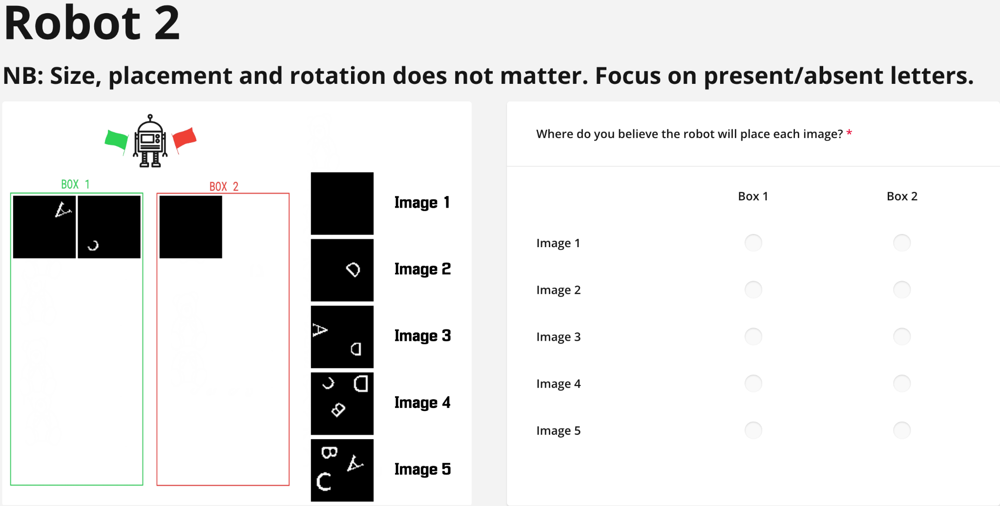 Robot 2
NB: Size, placement and rotation does not matter. Focus on present/absent letters.
Where do you believe the robot will place each image? *
BOX 1
BOX 2
A
C
Image 1
D
Image 2
A
D
Image 3
C D
B
Image 4
B
A
C
Image 5
Box 1 Box 2
Image 1
Image 2
Image 3
Image 4
Image 5